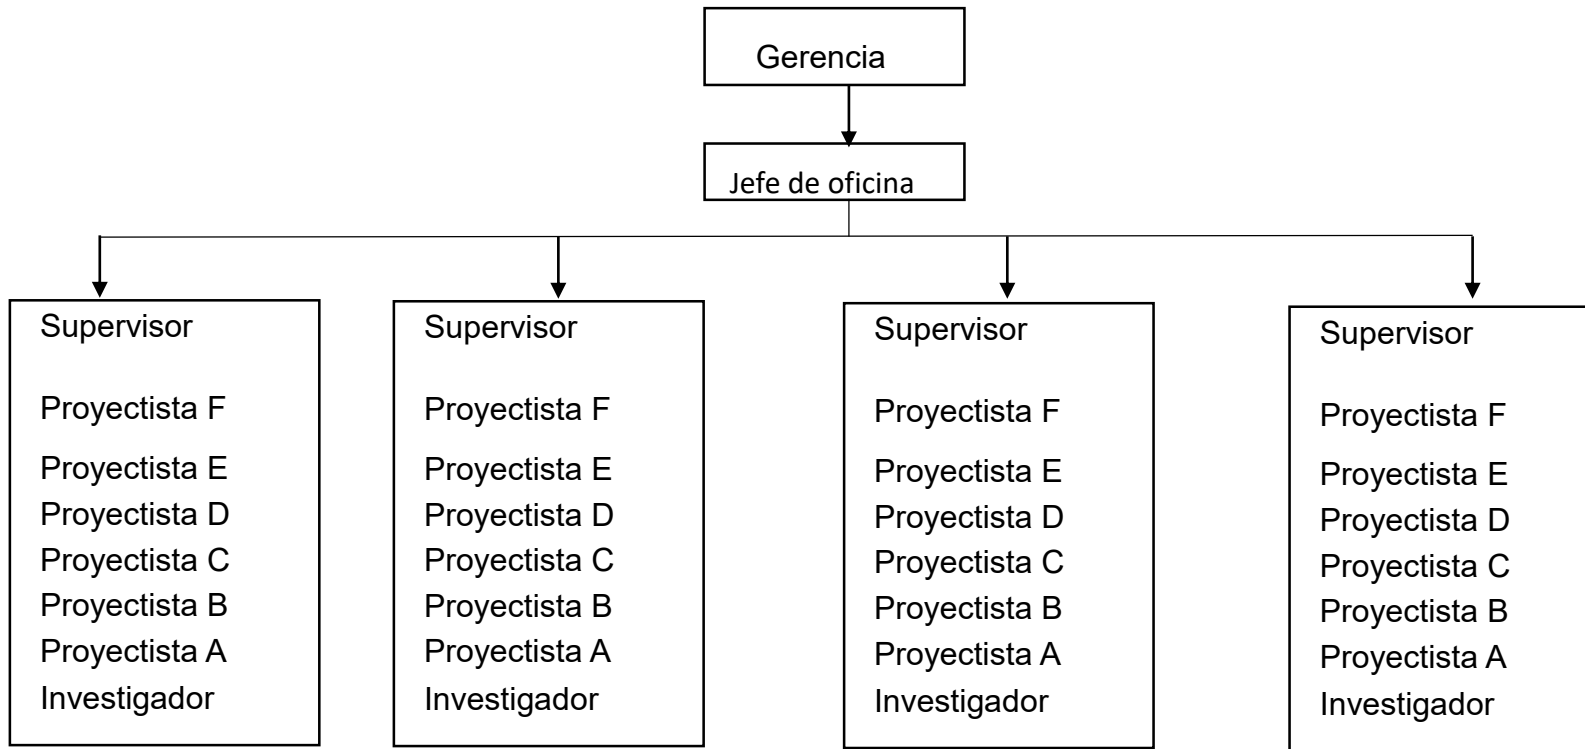 Gerencia
Jefe de oficina
Supervisor
Proyectista F
Proyectista E
Proyectista D
Proyectista C
Proyectista B
Proyectista A
Investigador
Supervisor
Proyectista F
Proyectista E
Proyectista D
Proyectista C
Proyectista B
Proyectista A
Investigador
Supervisor
Proyectista F
Proyectista E
Proyectista D
Proyectista C
Proyectista B
Proyectista A
Investigador
Supervisor
Proyectista F
Proyectista E
Proyectista D
Proyectista C
Proyectista B
Proyectista A
Investigador